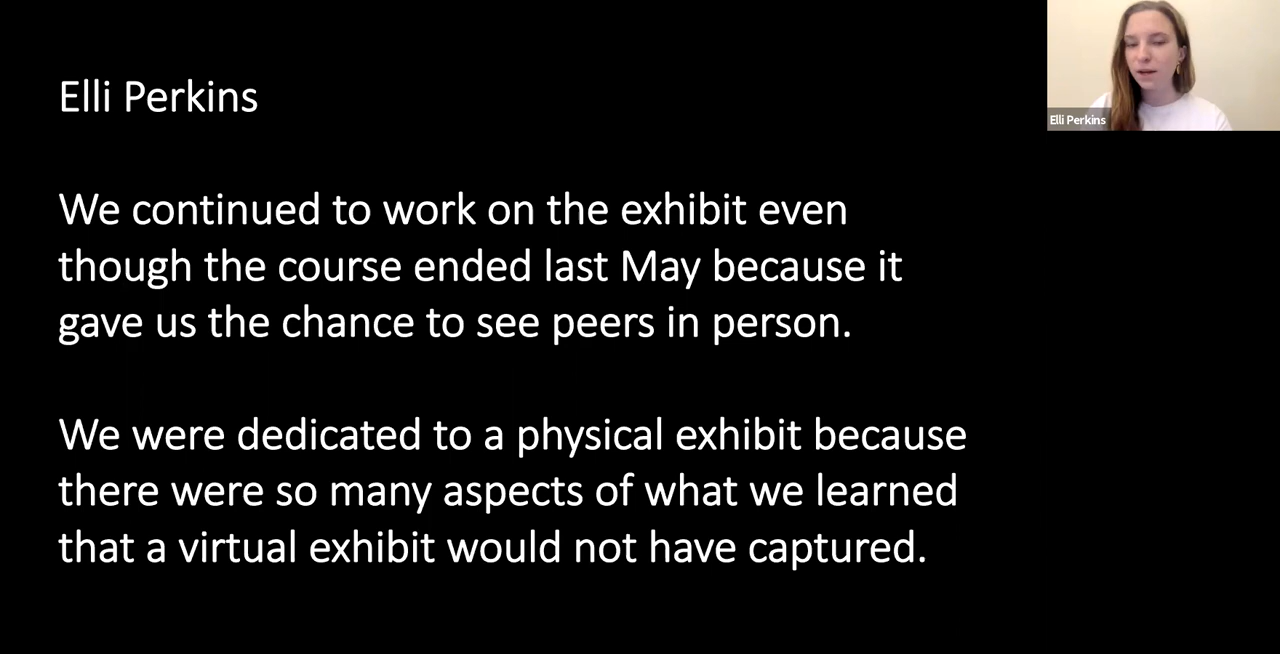 Elli Perkins
Elli Perkins
We continued to work on the exhibit even
though the course ended last May because it
gave us the chance to see peers in person.
We were dedicated to a physical exhibit because
there were so many aspects of what we learned
that a virtual exhibit would not have captured.